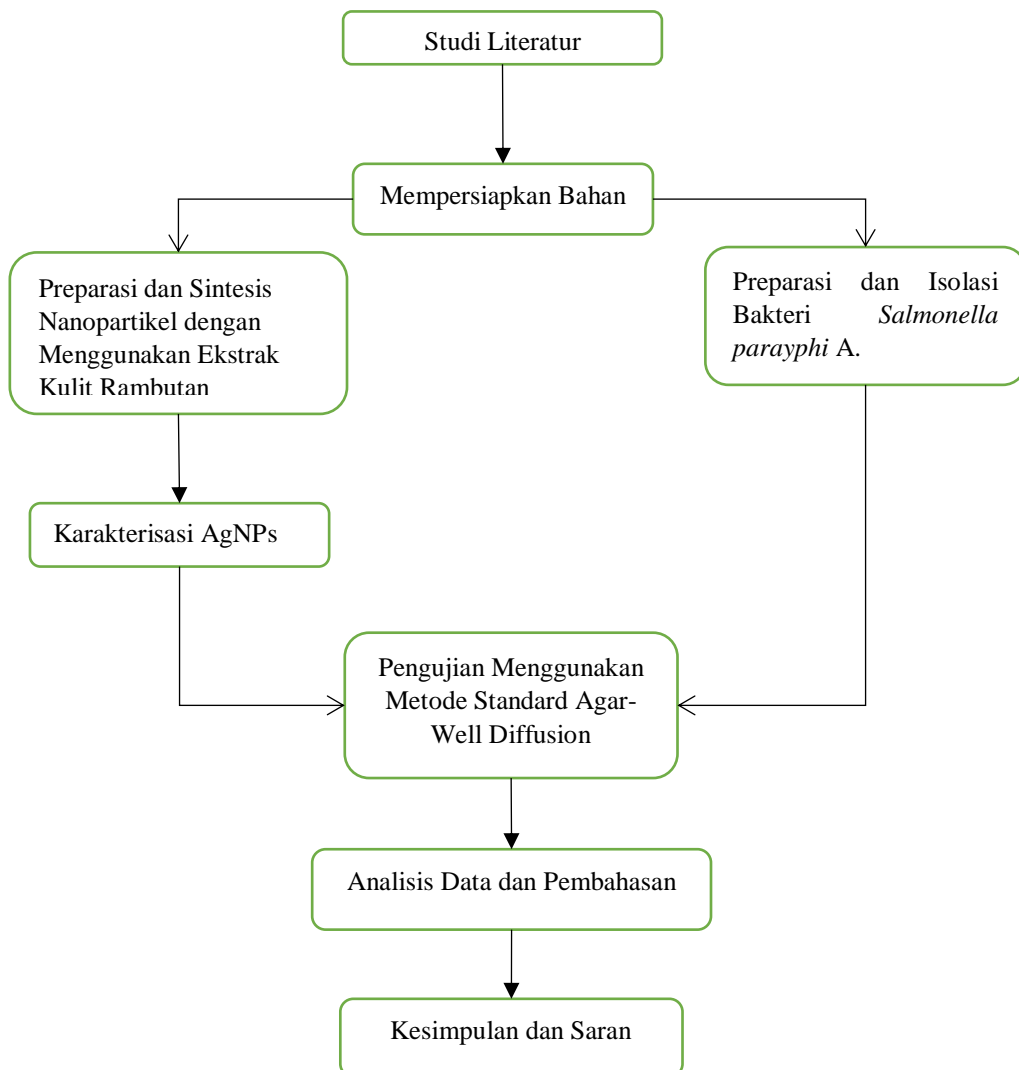 Studi Literatur
Mempersiapkan Bahan
Preparasi dan Sintesis
Nanopartikel dengan
Menggunakan Ekstrak
Kulit Rambutan
Preparasi dan Isolasi
Bakteri Salmonella
parayphi A.
Karakterisasi AgNPs
Pengujian Menggunakan
Metode Standard Agar-
Well Diffusion
Analisis Data dan Pembahasan
Kesimpulan dan Saran